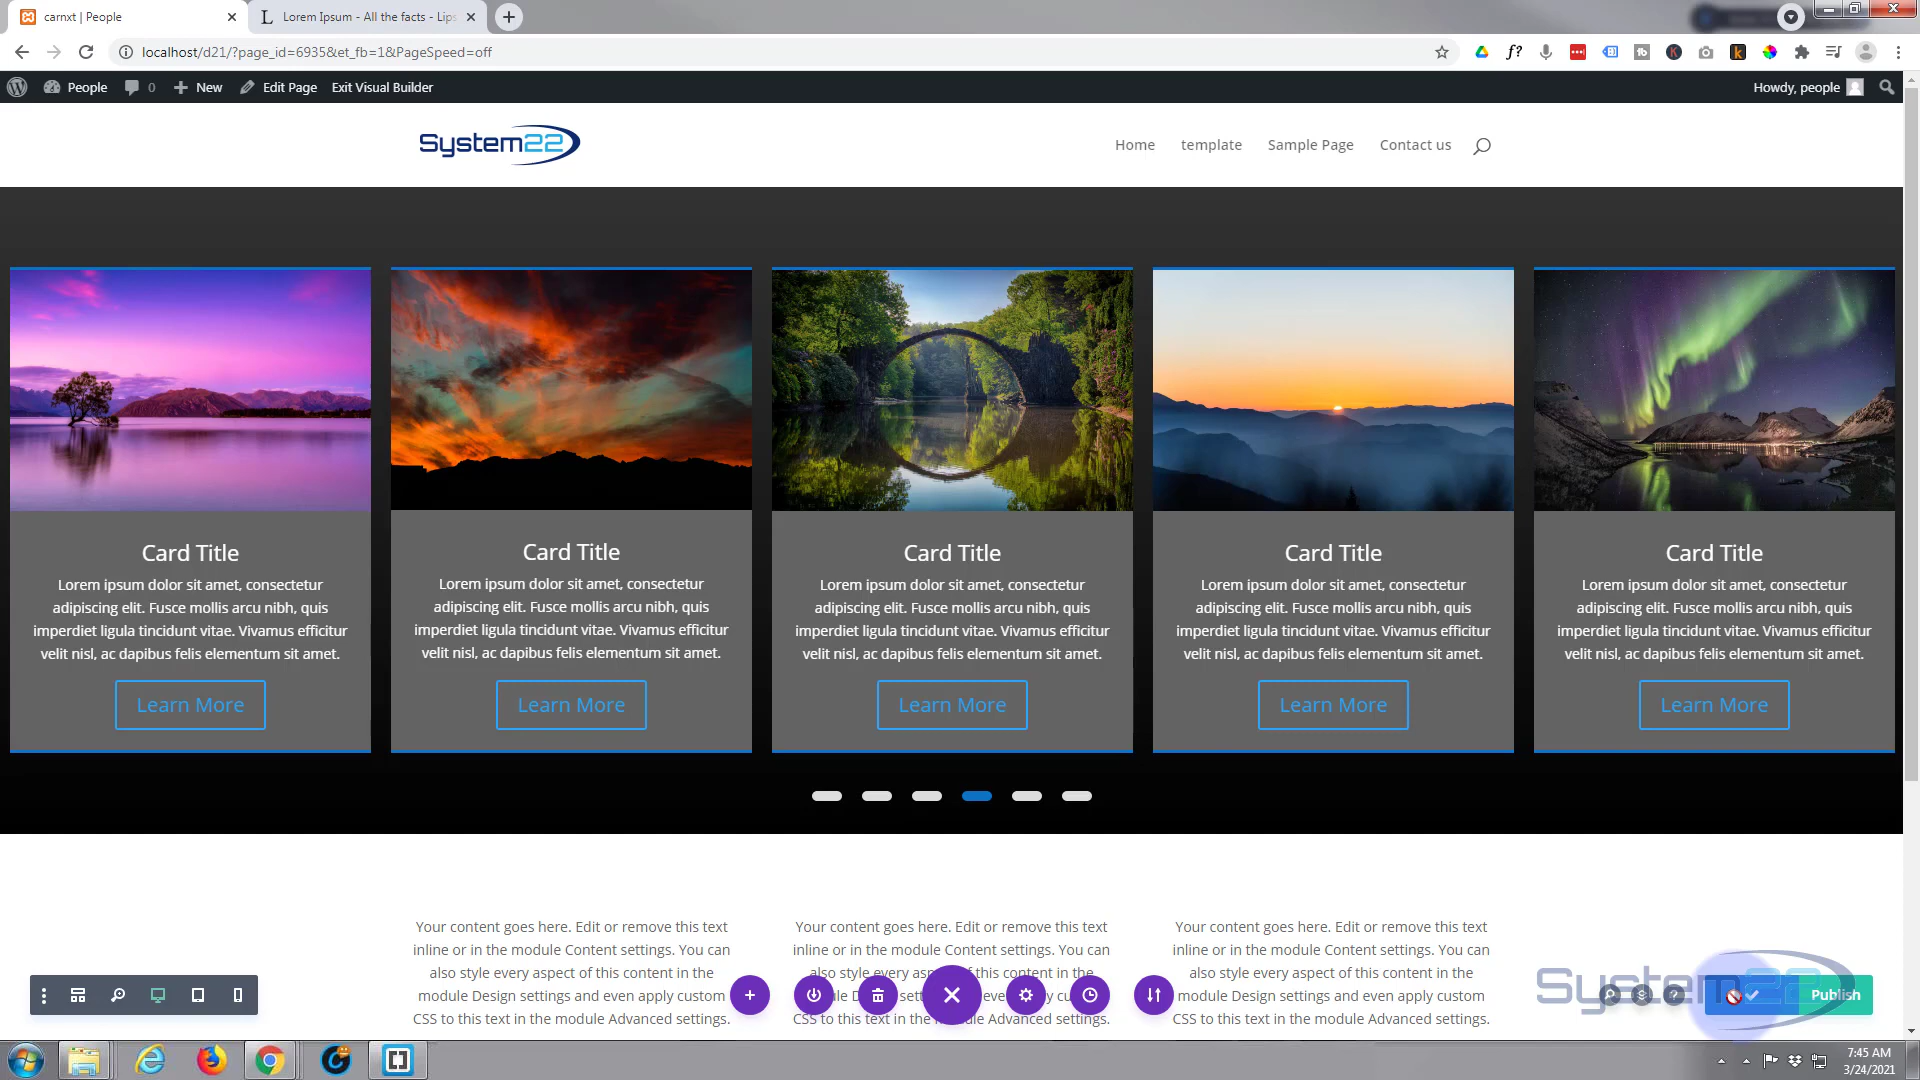 carnxt | People
Lorem Ipsum - All the facts - Lips
localhost/d21/?page_id=6935&et_fb=1&PageSpeed=off
People
0
New
Edit Page
Exit Visual Builder
Howdy, people
System22
Home
template
Sample Page
Contact us
Card Title
Lorem ipsum dolor sit amet, consectetur
adipiscing elit. Fusce mollis arcu nibh, quis
imperdiet ligula tincidunt vitae. Vivamus efficitur
velit nisl, ac dapibus felis elementum sit amet.
Learn More
Card Title
Lorem ipsum dolor sit amet, consectetur
adipiscing elit. Fusce mollis arcu nibh, quis
imperdiet ligula tincidunt vitae. Vivamus efficitur
velit nisl, ac dapibus felis elementum sit amet.
Learn More
Card Title
Lorem ipsum dolor sit amet, consectetur
adipiscing elit. Fusce mollis arcu nibh, quis
imperdiet ligula tincidunt vitae. Vivamus efficitur
velit nisl, ac dapibus felis elementum sit amet.
Learn More
Card Title
Lorem ipsum dolor sit amet, consectetur
adipiscing elit. Fusce mollis arcu nibh, quis
imperdiet ligula tincidunt vitae. Vivamus efficitur
velit nisl, ac dapibus felis elementum sit amet.
Learn More
Card Title
Lorem ipsum dolor sit amet, consectetur
adipiscing elit. Fusce mollis arcu nibh, quis
imperdiet ligula tincidunt vitae. Vivamus efficitur
velit nisl, ac dapibus felis elementum sit amet.
Learn More
Your content goes here. Edit or remove this text
inline or in the module Content settings. You can
also style every aspect of this content in the
module Design settings and even apply custom
CSS to this text in the module Advanced settings.
Your content goes here. Edit or remove this text
inline or in the module Content settings. You can
also style every this content in the
CSS to this text in the Advanced settings.
Your content goes here. Edit or remove this text
inline or in the module Content settings. You can
also style every aspect of this content in the
module Design settings and even apply custom
CSS to this text in the module Advanced settings.
System22
Publish
7:45 AM
3/24/2021